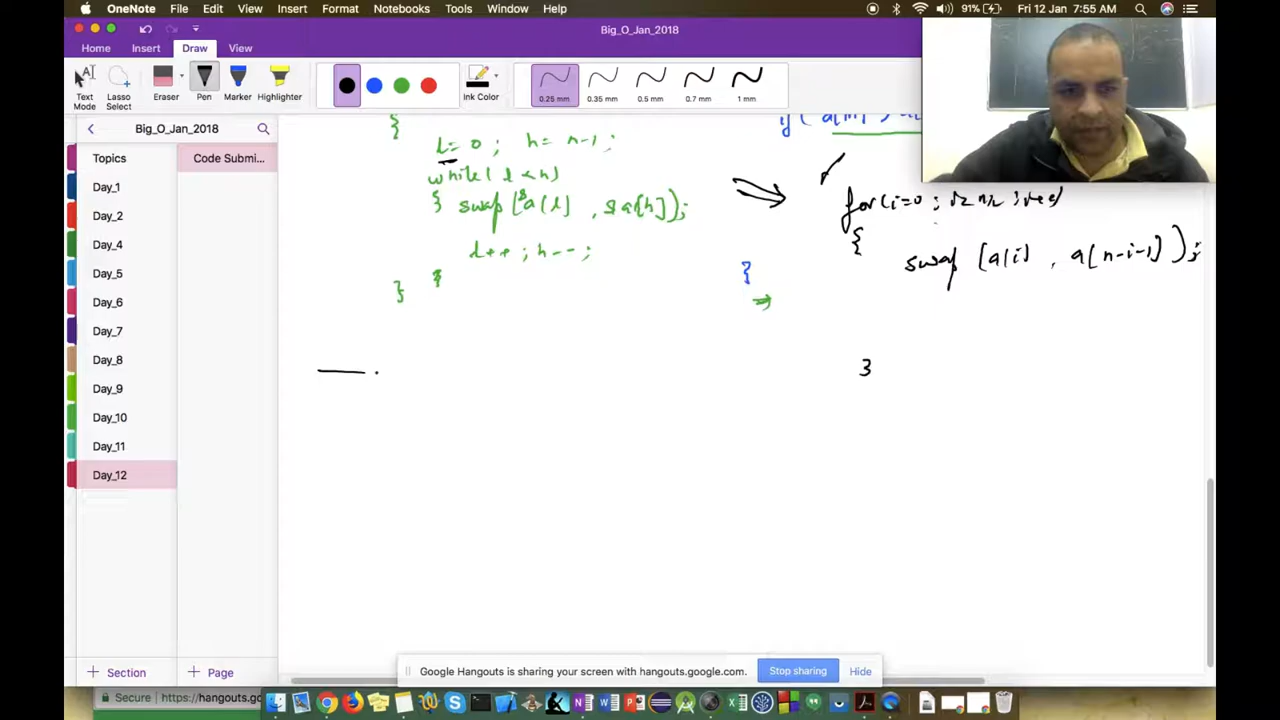 OneNote File Edit View Insert Format Notebooks Tools Window Help 91% Fri 12 Jan 7:55 AM
Big_O_Jan_2018
Home Insert Draw View
Text Mode
Lasso Select
Eraser
Pen
Marker
Highlighter
0.25 mm
0.35 mm
0.5 mm
0.7 mm
1 mm
Ink Color
Big_O_Jan_2018
Topics
Day_1
Day_2
Day_4
Day_5
Day_6
Day_7
Day_8
Day_9
Day_10
Day_11
Day_12
Code Submi...
{
l = 0 ; h = n-1 ;
while( l < h)
{ swap (&a[l] , &a[h]);
l++ ; h-- ;
}
}
if (
for(i=0 ;
{
swap (a[i] , a[n-i-1]);
}
3
+ Section
+ Page
Google Hangouts is sharing your screen with hangouts.google.com.
Stop sharing
Hide
Secure https://hangouts.go